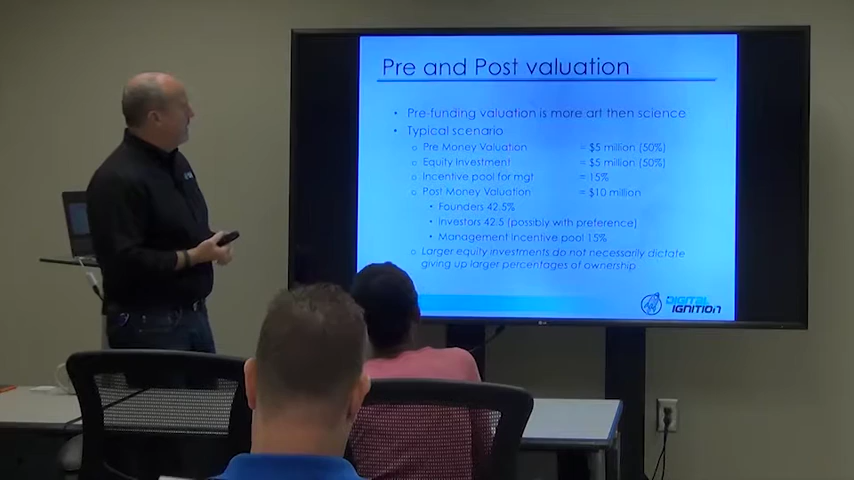 Pre and Post valuation
• Pre-funding valuation is more art then science
• Typical scenario
o Pre Money Valuation = $5 million (50%)
o Equity Investment = $5 million (50%)
o Incentive pool for mgt = 15%
o Post Money Valuation = $10 million
• Founders 42.5%
• Investors 42.5 (possibly with preference)
• Management Incentive pool 15%
o Larger equity investments do not necessarily dictate
giving up larger percentages of ownership
DIGITAL
IGNITION
LG